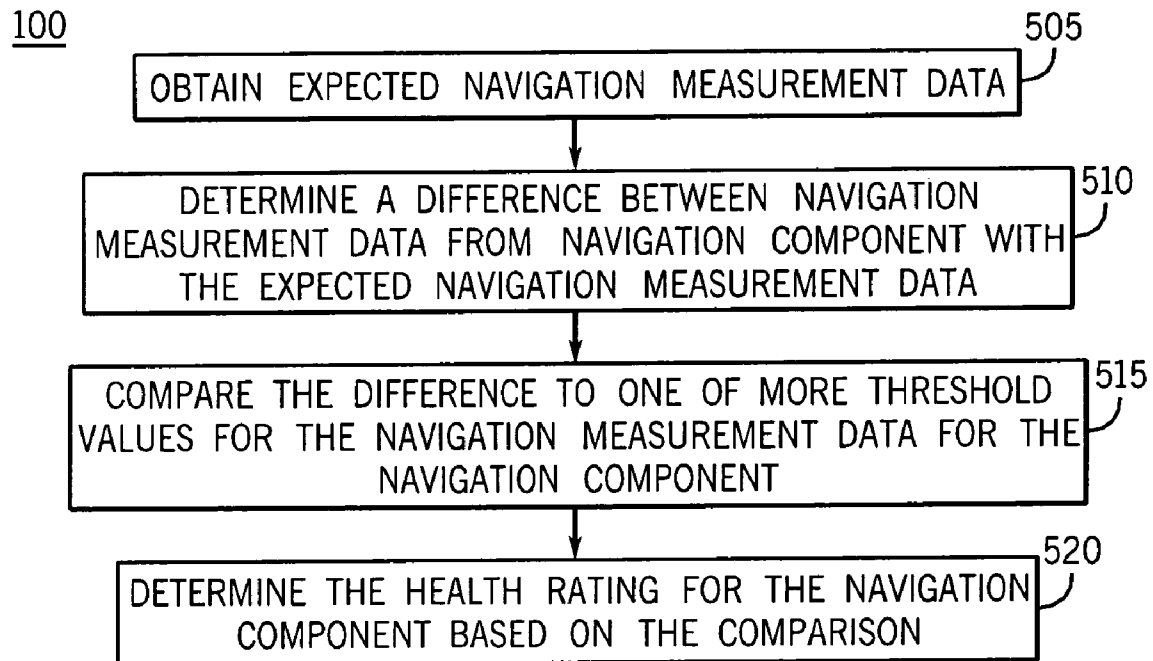 100
505
OBTAIN EXPECTED NAVIGATION MEASUREMENT DATA
510
DETERMINE A DIFFERENCE BETWEEN NAVIGATION
MEASUREMENT DATA FROM NAVIGATION COMPONENT WITH
THE EXPECTED NAVIGATION MEASUREMENT DATA
515
COMPARE THE DIFFERENCE TO ONE OF MORE THRESHOLD
VALUES FOR THE NAVIGATION MEASUREMENT DATA FOR THE
NAVIGATION COMPONENT
520
DETERMINE THE HEALTH RATING FOR THE NAVIGATION
COMPONENT BASED ON THE COMPARISON